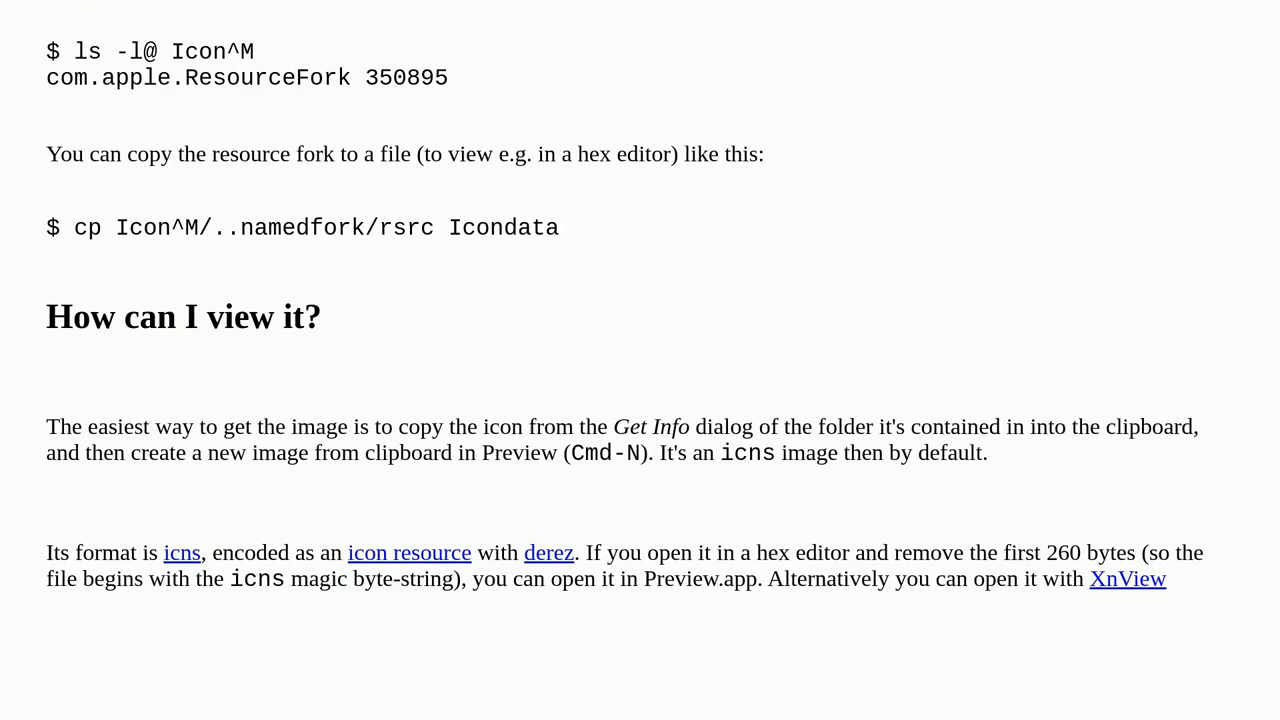 $ ls -l@ Icon^M
com.apple.ResourceFork 350895
You can copy the resource fork to a file (to view e.g. in a hex editor) like this:
$ cp Icon^M/..namedfork/rsrc Icondata
How can I view it?
The easiest way to get the image is to copy the icon from the Get Info dialog of the folder it's contained in into the clipboard,
and then create a new image from clipboard in Preview (Cmd-N). It's an icns image then by default.
Its format is icns, encoded as an icon resource with derez. If you open it in a hex editor and remove the first 260 bytes (so the
file begins with the icns magic byte-string), you can open it in Preview.app. Alternatively you can open it with XnView